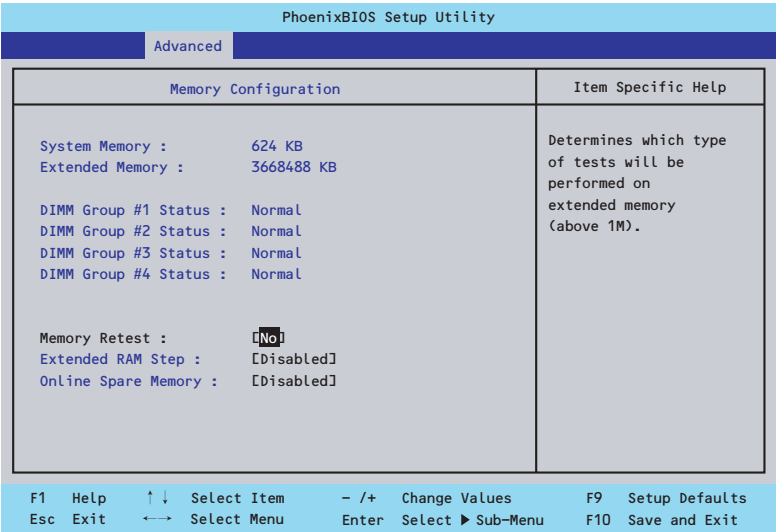 PhoenixBIOS Setup Utility
Advanced
Memory Configuration
Item Specific Help
System Memory : 624 KB
Extended Memory : 3668488 KB
DIMM Group #1 Status : Normal
DIMM Group #2 Status : Normal
DIMM Group #3 Status : Normal
DIMM Group #4 Status : Normal
Memory Retest : [No]
Extended RAM Step : [Disabled]
Online Spare Memory : [Disabled]
Determines which type
of tests will be
performed on
extended memory
(above 1M).
F1 Help ↑↓ Select Item - /+ Change Values F9 Setup Defaults
Esc Exit ←→ Select Menu Enter Select ▶ Sub-Menu F10 Save and Exit